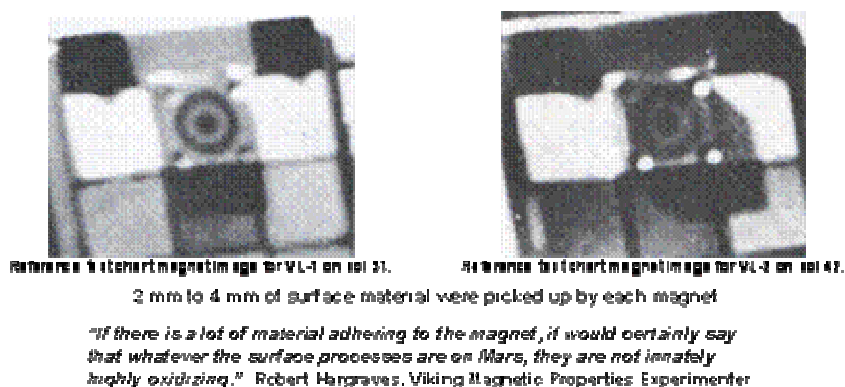 Reference test chart magnet image for VL-1 on sol 31.
Reference test chart magnet image for VL-2 on sol 42.
2 mm to 4 mm of surface material were picked up by each magnet
"If there is a lot of material adhering to the magnet, it would certainly say
that whatever the surface processes are on Mars, they are not innately
highly oxidizing." Robert Hargraves, Viking Magnetic Properties Experimenter